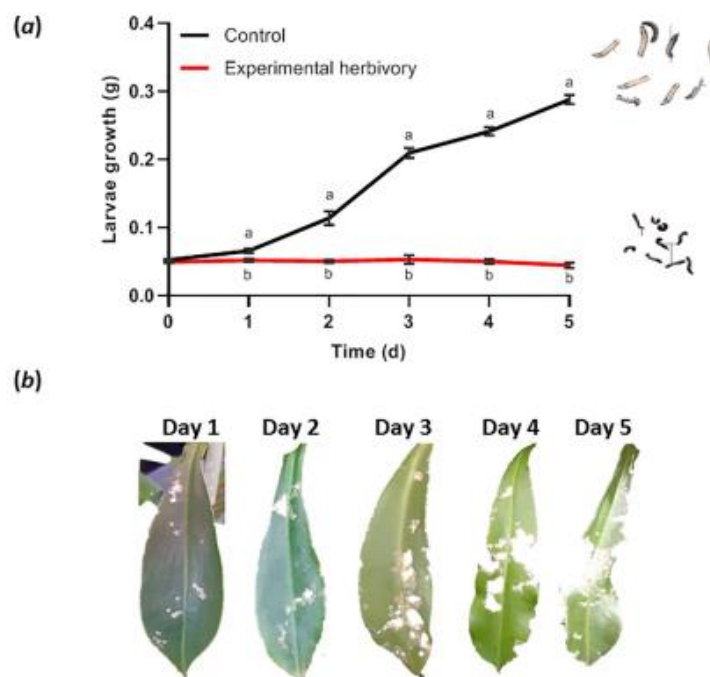 (a)
0.4
0.3
0.2
0.1
0.0
Larvae growth (g)
Control
Experimental herbivory
a
a
a
a
a
b
b
b
b
b
0
1
2
3
4
5
Time (d)
(b)
Day 1
Day 2
Day 3
Day 4
Day 5